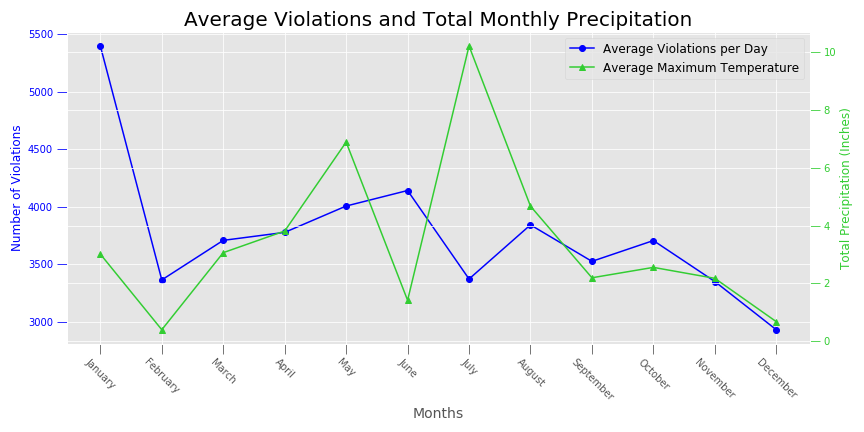 Average Violations and Total Monthly Precipitation
Average Violations per Day
Average Maximum Temperature
Number of Violations
5500
5000
4500
4000
3500
3000
Total Precipitation (Inches)
10
8
6
4
2
0
January
February
March
April
May
June
July
August
September
October
November
December
Months